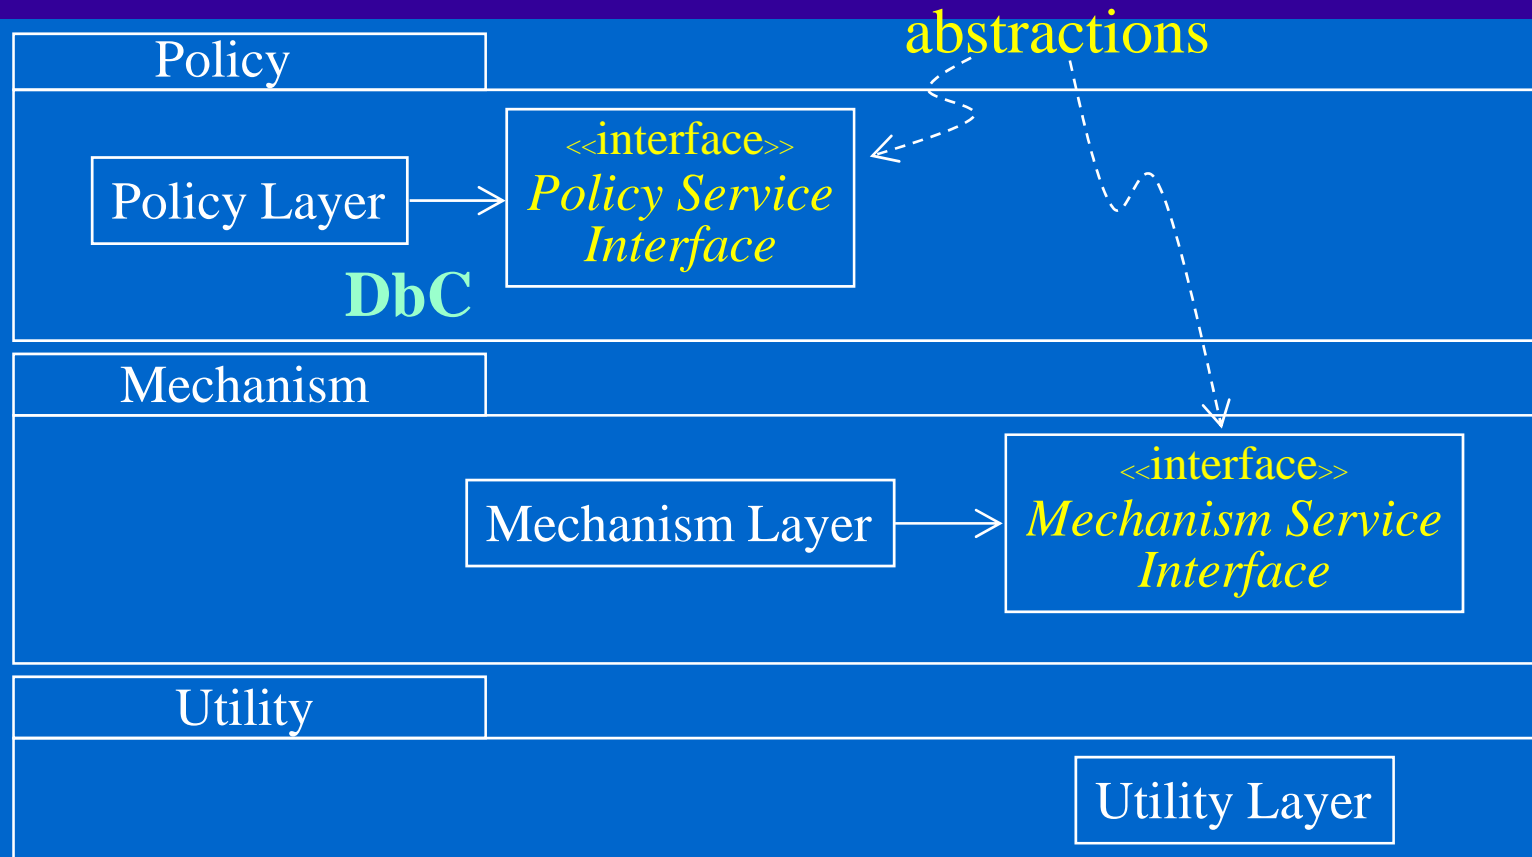 abstractions
Policy
<<interface>>
Policy Service
Interface
Policy Layer
DbC
Mechanism
<<interface>>
Mechanism Service
Interface
Mechanism Layer
Utility
Utility Layer